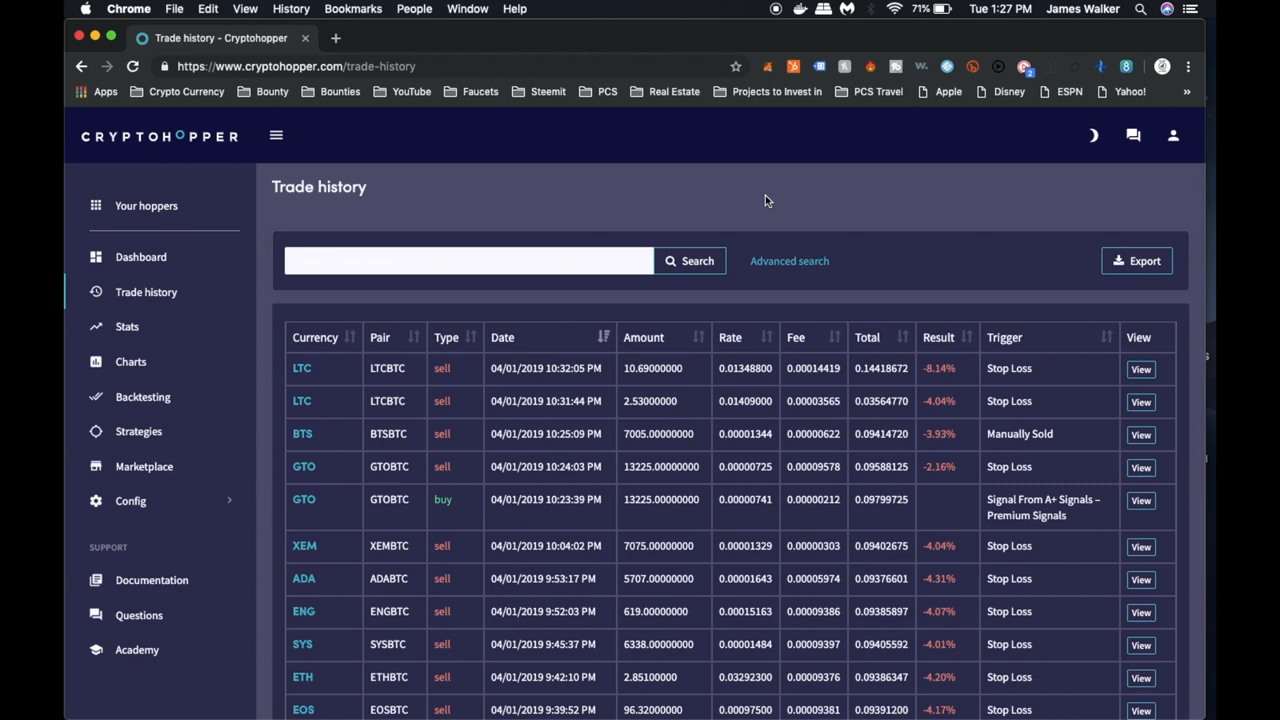 Chrome File Edit View History Bookmarks People Window Help 71% Tue 1:27 PM James Walker
Trade history - Cryptohopper
https://www.cryptohopper.com/trade-history
Apps Crypto Currency Bounty Bounties YouTube Faucets Steemit PCS Real Estate Projects to Invest in PCS Travel Apple Disney ESPN Yahoo! »
CRYPTOHOPPER
Trade history
Your hoppers
Dashboard
Trade history
Stats
Charts
Backtesting
Strategies
Marketplace
Config
SUPPORT
Documentation
Questions
Academy
Search Advanced search Export
Currency Pair Type Date Amount Rate Fee Total Result Trigger View
LTC LTCBTC sell 04/01/2019 10:32:05 PM 10.69000000 0.01348800 0.00014419 0.14418672 -8.14% Stop Loss View
LTC LTCBTC sell 04/01/2019 10:31:44 PM 2.53000000 0.01409000 0.00003565 0.03564770 -4.04% Stop Loss View
BTS BTSBTC sell 04/01/2019 10:25:09 PM 7005.00000000 0.00001344 0.00000622 0.09414720 -3.93% Manually Sold View
GTO GTOBTC sell 04/01/2019 10:24:03 PM 13225.00000000 0.00000725 0.00009578 0.09588125 -2.16% Stop Loss View
GTO GTOBTC buy 04/01/2019 10:23:39 PM 13225.00000000 0.00000741 0.00000212 0.09799725 Signal From A+ Signals –
Premium Signals View
XEM XEMBTC sell 04/01/2019 10:04:02 PM 7075.00000000 0.00001329 0.00000303 0.09402675 -4.04% Stop Loss View
ADA ADABTC sell 04/01/2019 9:53:17 PM 5707.00000000 0.00001643 0.00005974 0.09376601 -4.31% Stop Loss View
ENG ENGBTC sell 04/01/2019 9:52:03 PM 619.00000000 0.00015163 0.00009386 0.09385897 -4.07% Stop Loss View
SYS SYSBTC sell 04/01/2019 9:45:37 PM 6338.00000000 0.00001484 0.00009397 0.09405592 -4.01% Stop Loss View
ETH ETHBTC sell 04/01/2019 9:42:10 PM 2.85100000 0.03292300 0.00009376 0.09386347 -4.20% Stop Loss View
EOS EOSBTC sell 04/01/2019 9:39:52 PM 96.32000000 0.00097500 0.00009381 0.09391200 -4.17% Stop Loss View